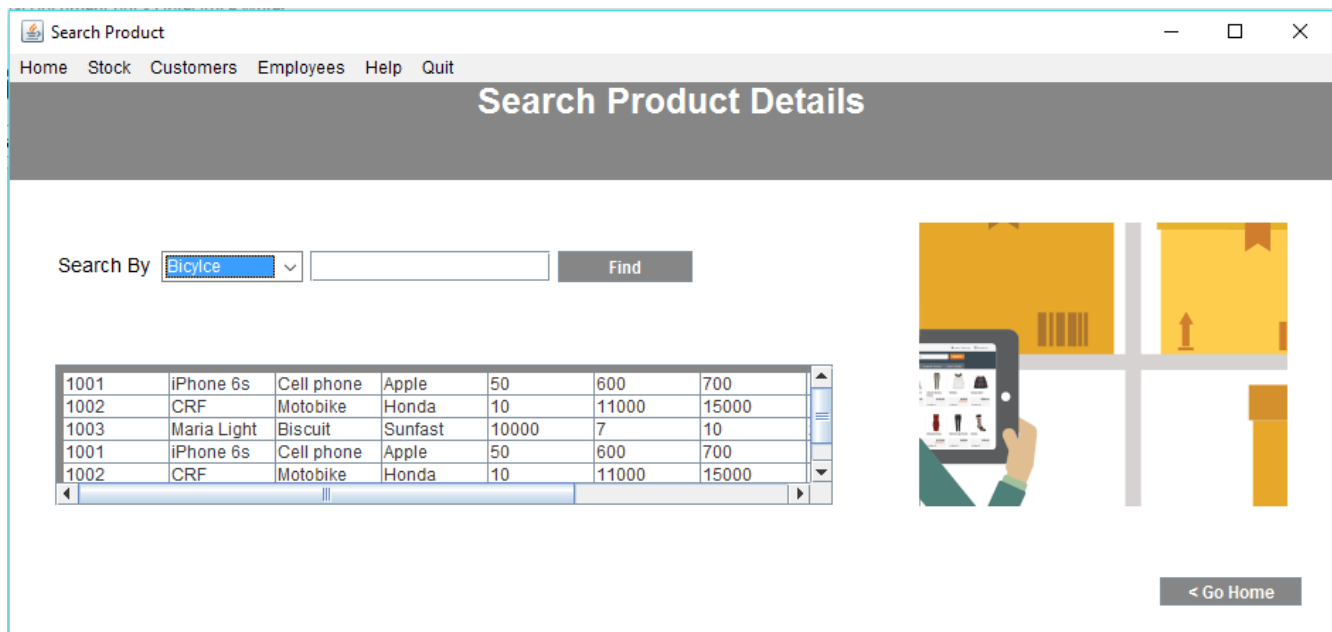 Search Product
Home Stock Customers Employees Help Quit
Search Product Details
Search By Bicylce Find
1001 iPhone 6s Cell phone Apple 50 600 700
1002 CRF Motobike Honda 10 11000 15000
1003 Maria Light Biscuit Sunfast 10000 7 10
1001 iPhone 6s Cell phone Apple 50 600 700
1002 CRF Motobike Honda 10 11000 15000
< Go Home